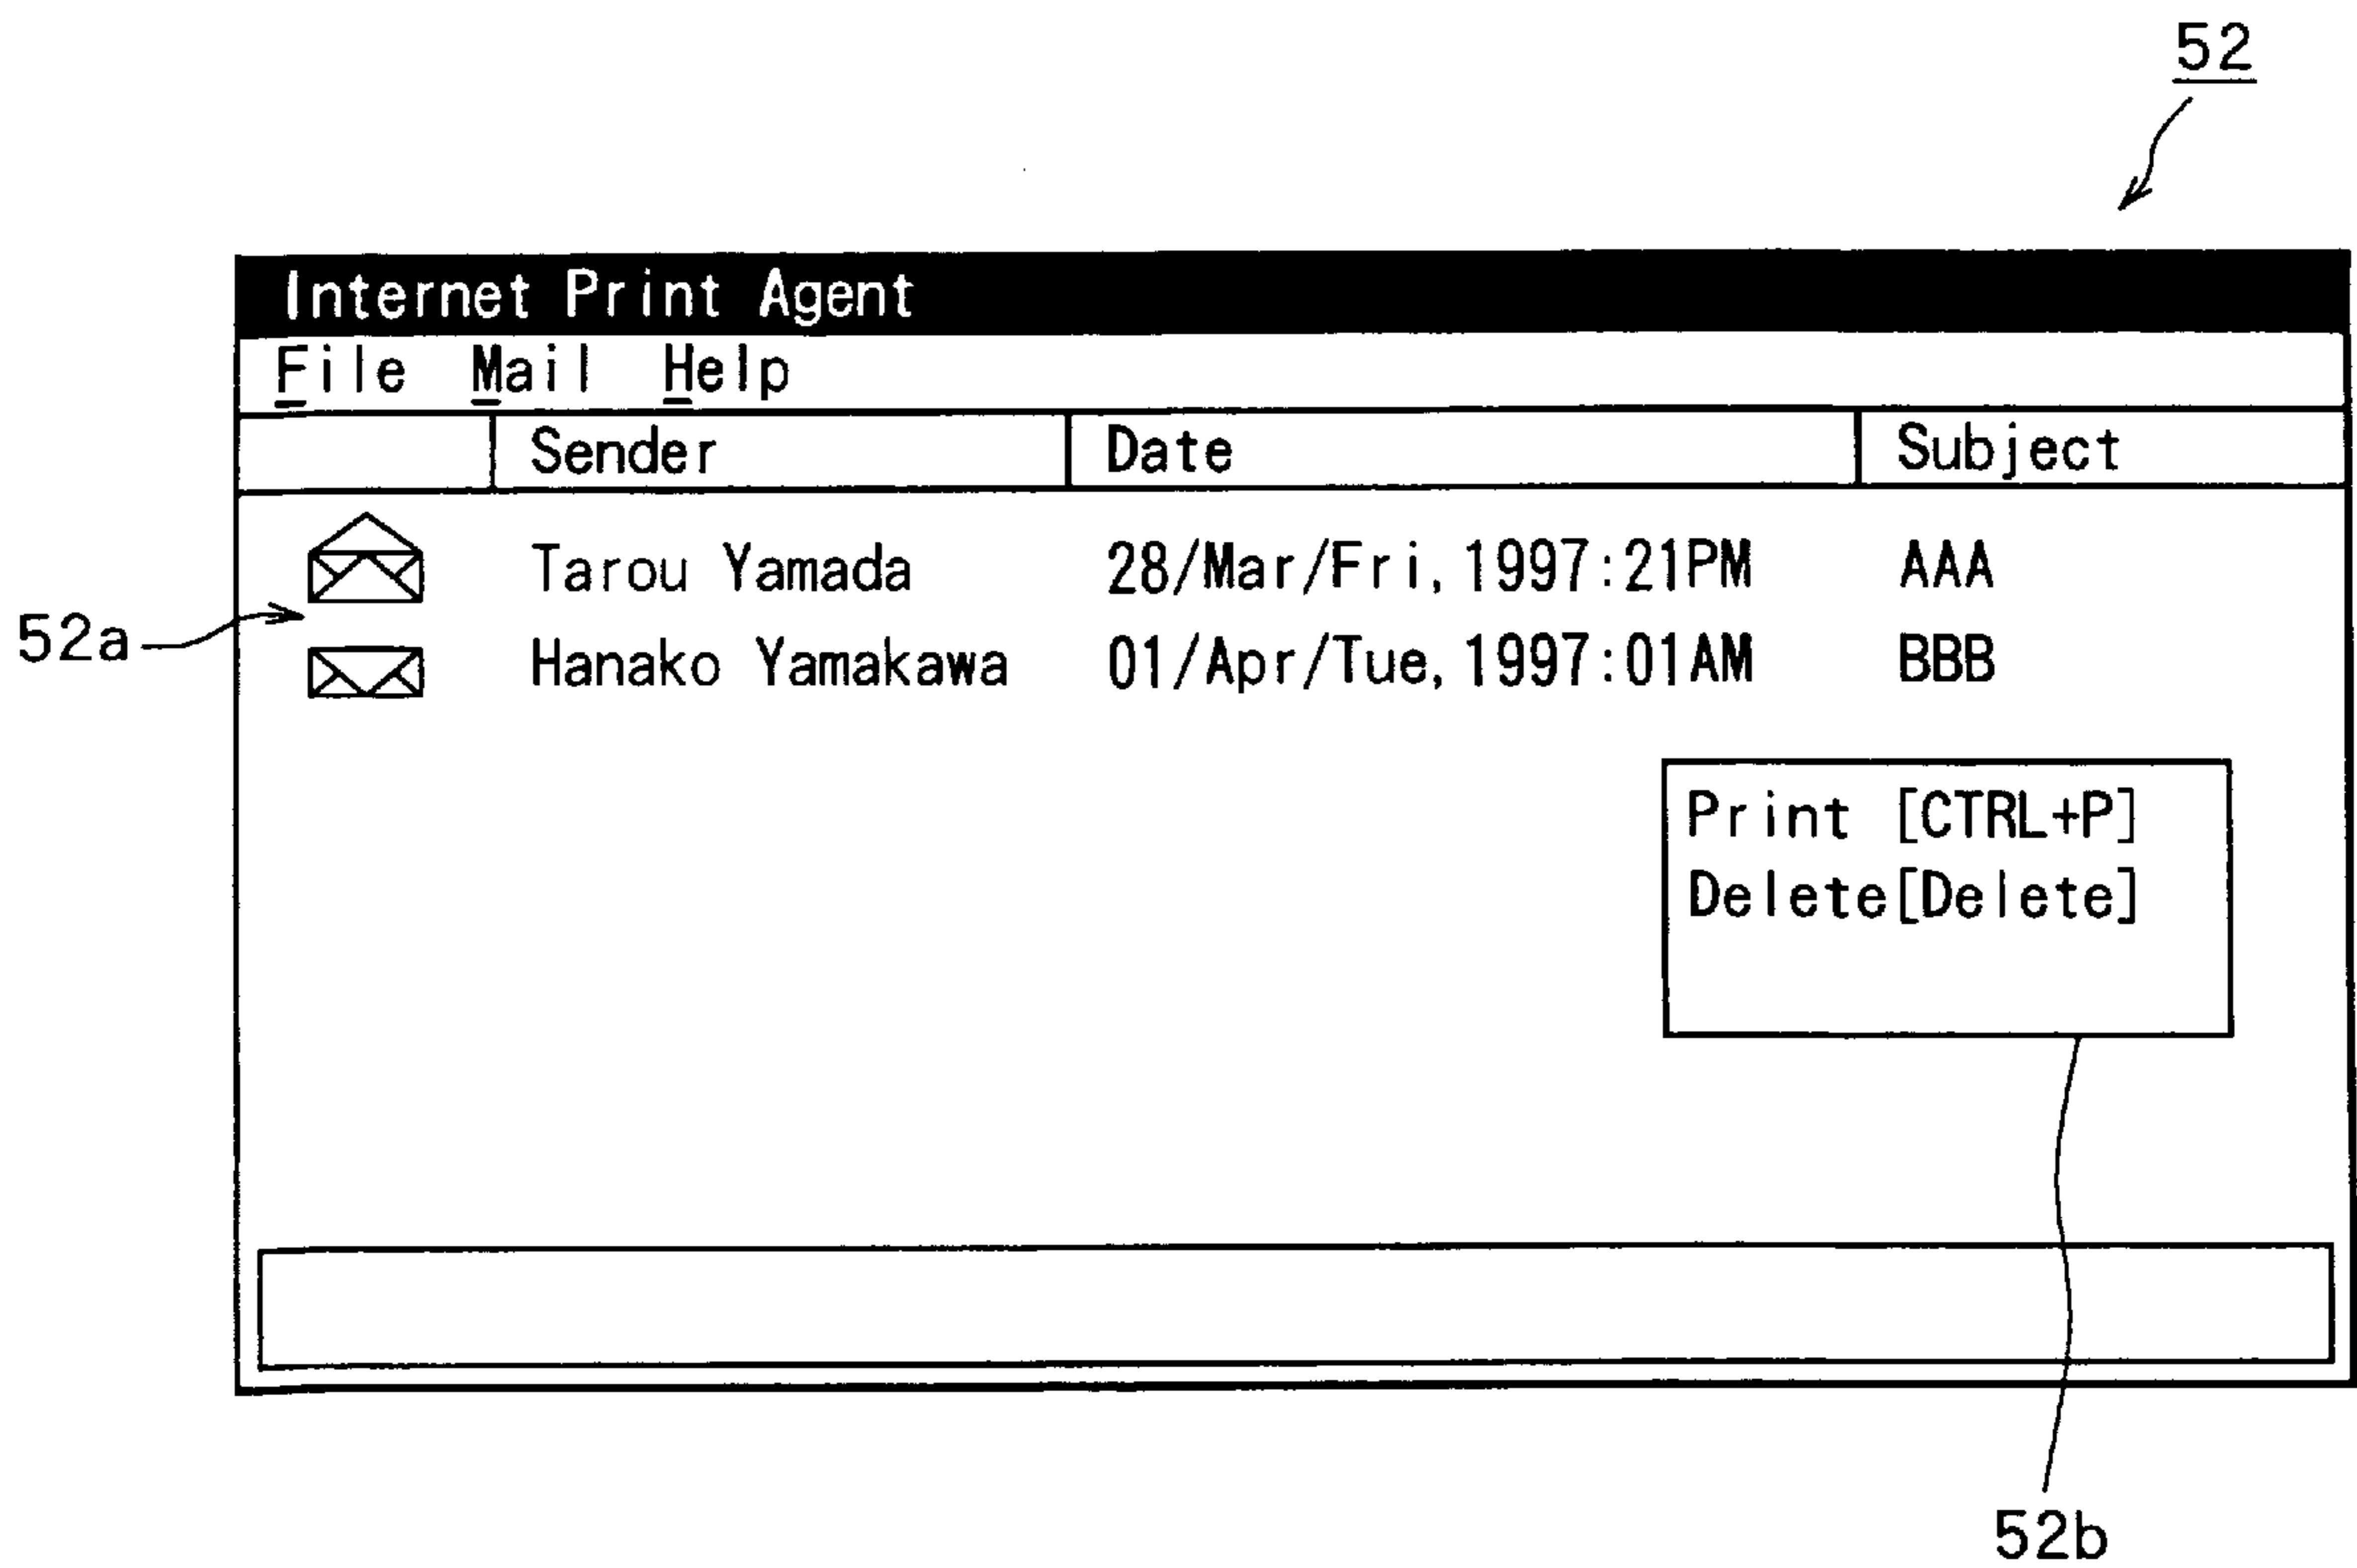 52
Internet Print Agent
File Mail Help
Sender Date Subject
Tarou Yamada 28/Mar/Fri, 1997:21PM AAA
52a
Hanako Yamakawa 01/Apr/Tue, 1997:01AM BBB
Print [CTRL+P]
Delete[Delete]
52b